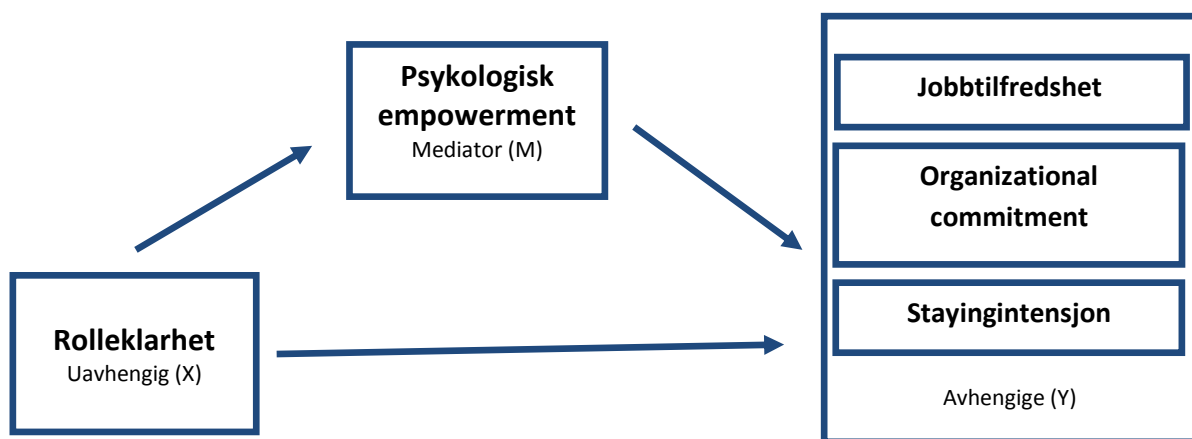 Psykologisk
empowerment
Mediator (M)
Rolleklarhet
Uavhengig (X)
Jobbtilfredshet
Organizational
commitment
Stayingintensjon
Avhengige (Y)